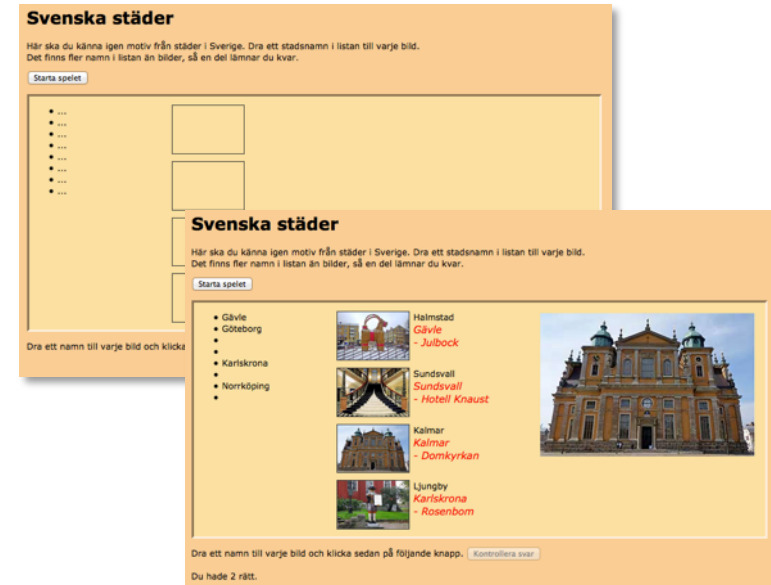 Svenska städer
Här ska du känna igen motiv från städer i Sverige. Dra ett stadsnamn i listan till varje bild.
Det finns fler namn i listan än bilder, så en del lämnar du kvar.
Starta spelet
• ...
• ...
• ...
• ...
• ...
• ...
• ...
• ...
Dra ett namn till varje bild och klicka
Svenska städer
Här ska du känna igen motiv från städer i Sverige. Dra ett stadsnamn i listan till varje bild.
Det finns fler namn i listan än bilder, så en del lämnar du kvar.
Starta spelet
• Gävle
• Göteborg
•
•
• Karlskrona
•
• Norrköping
•
Halmstad
Gävle
- Julbock
Sundsvall
Sundsvall
- Hotell Knaust
Kalmar
Kalmar
- Domkyrkan
Ljungby
Karlskrona
- Rosenbom
Dra ett namn till varje bild och klicka sedan på följande knapp. Kontrollera svar
Du hade 2 rätt.